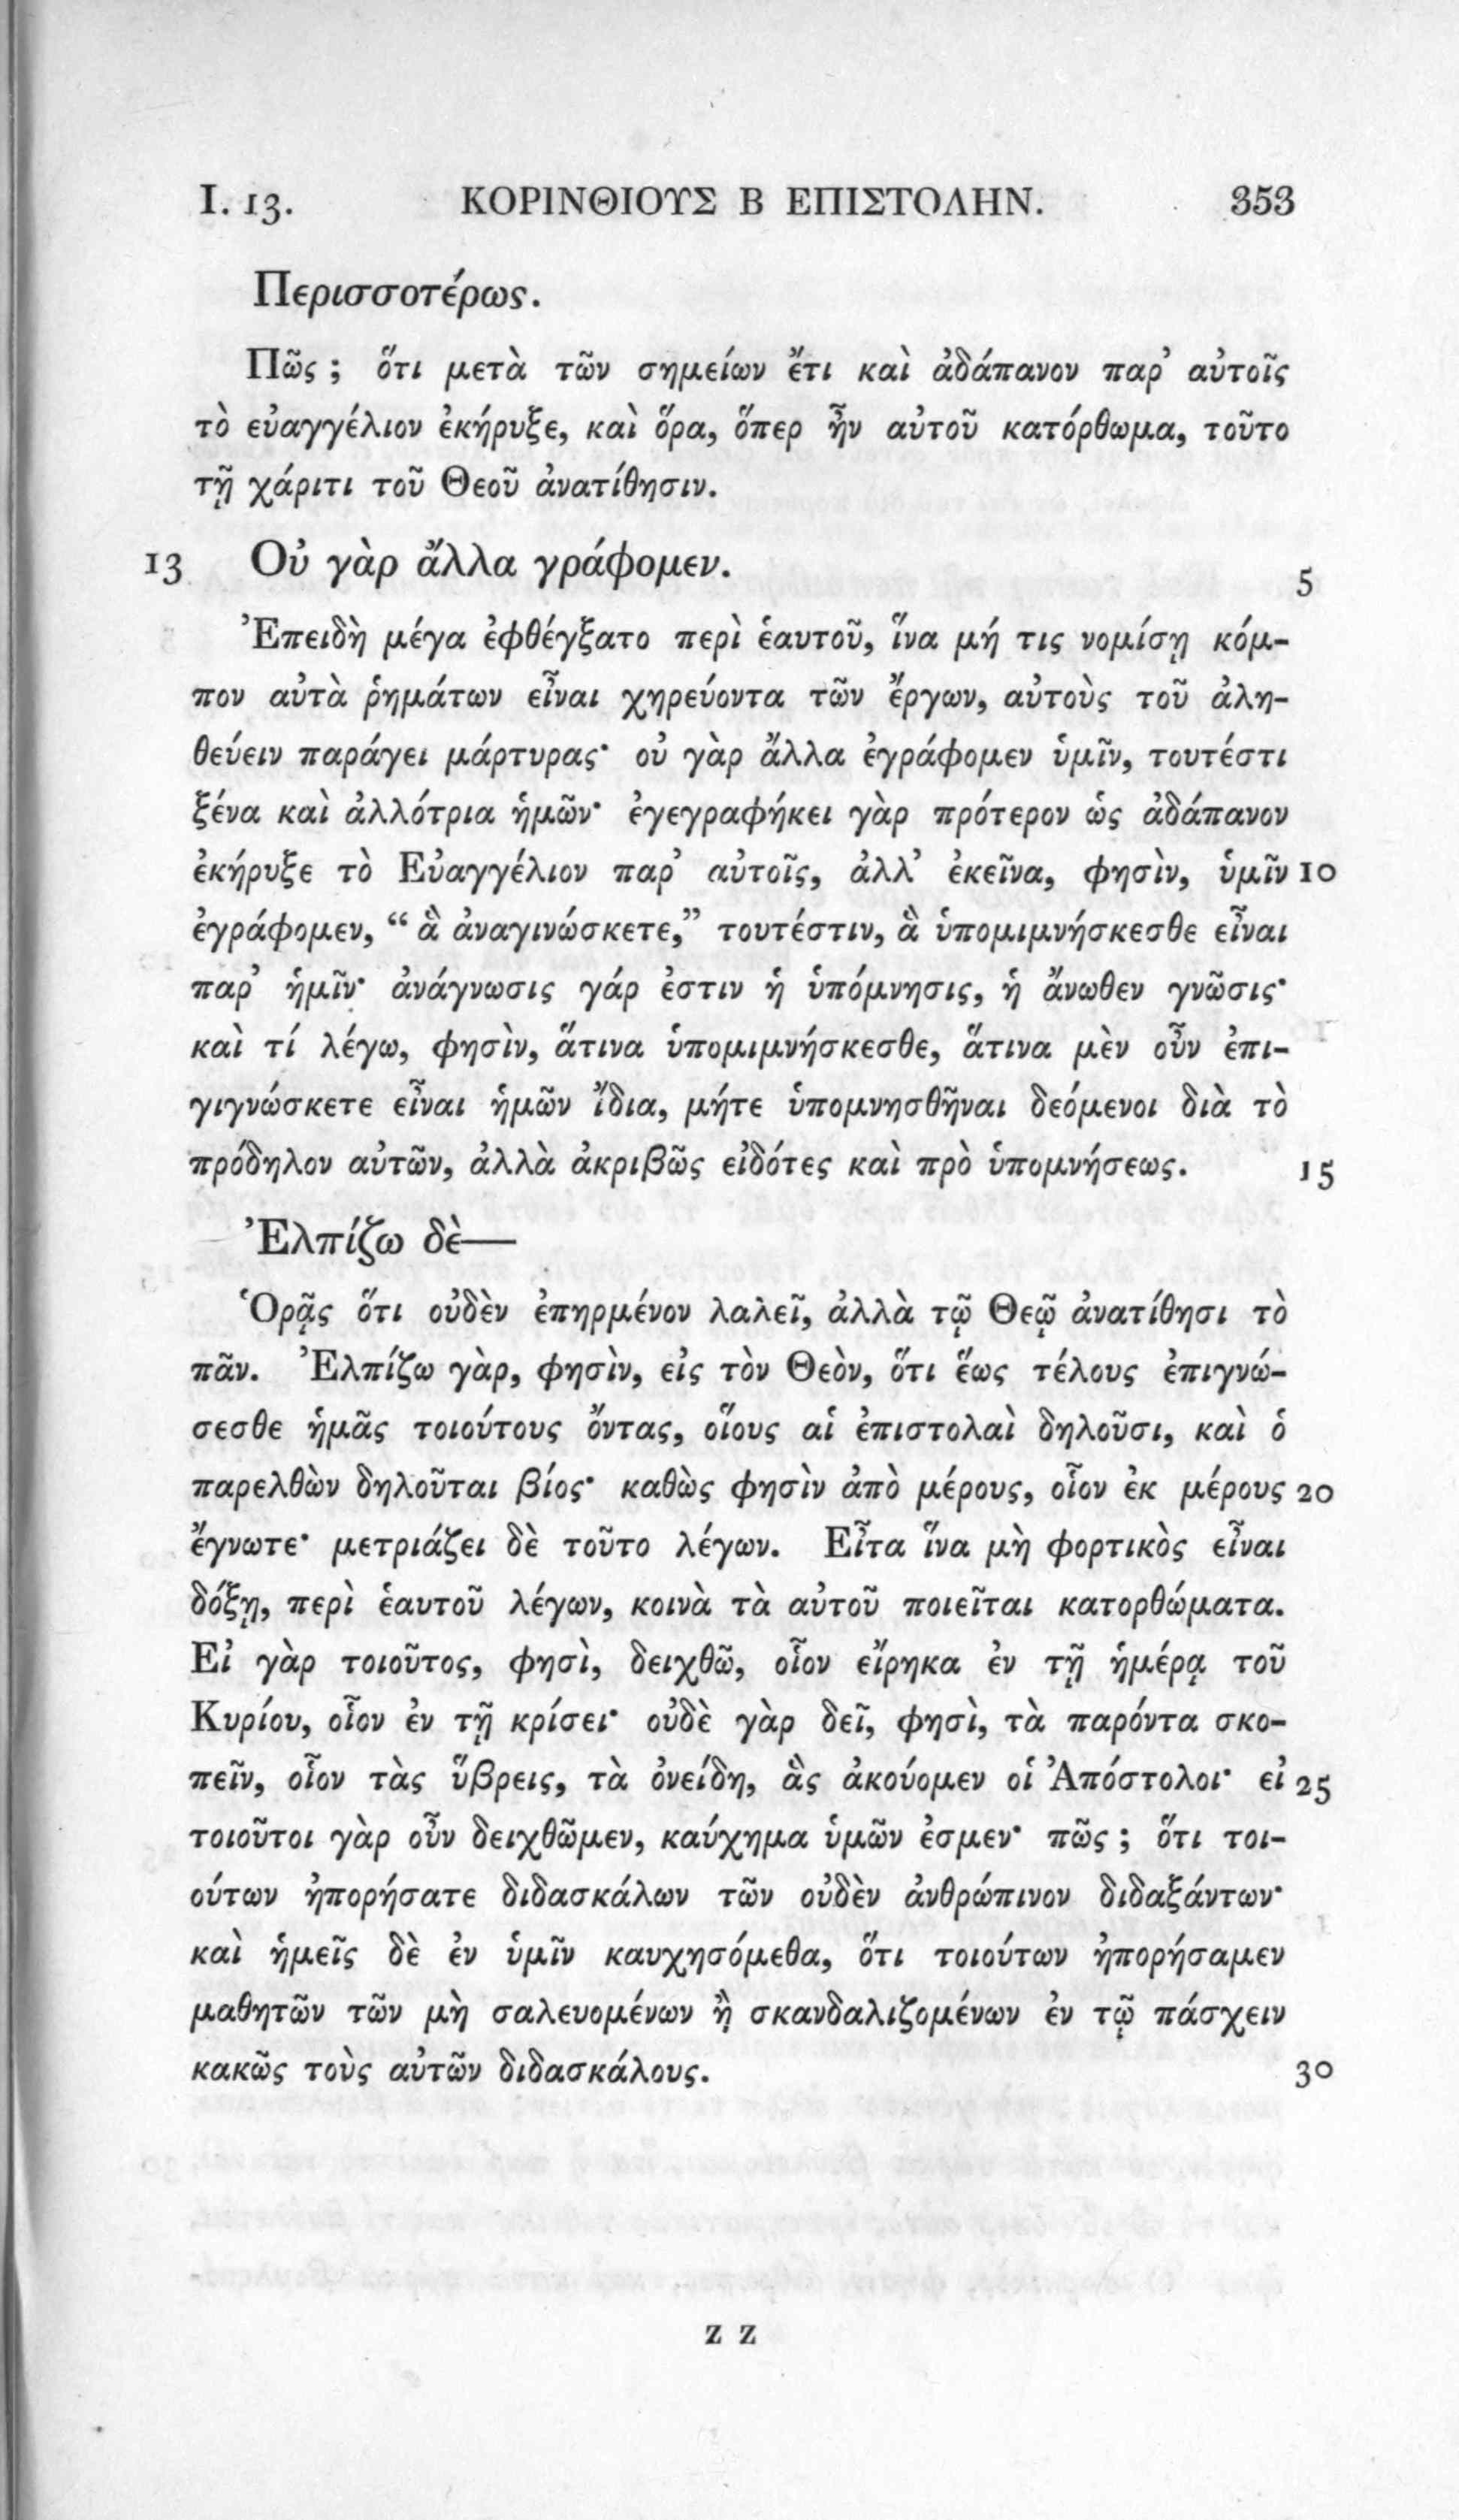 I. 13. ΚΟΡΙΝΘΙΟΥΣ Β ΕΠΙΣΤΟΛΗΝ. 353
Περισσοτέρως.
Πῶς ; ὅτι μετὰ τῶν σημείων ἔτι καὶ ἀδάπανον παρ’ αὐτοῖς
τὸ εὐαγγέλιον ἐκήρυξε, καὶ ὅρα, ὅπερ ἦν αὐτοῦ κατόρθωμα, τοῦτο
τῇ χάριτι τοῦ Θεοῦ ἀνατίθησιν.
13 Οὐ γὰρ ἄλλα γράφομεν. 5
Ἐπειδὴ μέγα ἐφθέγξατο περὶ ἑαυτοῦ, ἵνα μή τις νομίσῃ κόμ-
πον αὐτὰ ῥημάτων εἶναι χηρεύοντα τῶν ἔργων, αὐτοὺς τοῦ ἀλη-
θεύειν παράγει μάρτυρας· οὐ γὰρ ἄλλα ἐγράφομεν ὑμῖν, τουτέστι
ξένα καὶ ἀλλότρια ἡμῶν· ἐγεγραφήκει γὰρ πρότερον ὡς ἀδάπανον
ἐκήρυξε τὸ Εὐαγγέλιον παρ’ αὐτοῖς, ἀλλ’ ἐκεῖνα, φησὶν, ὑμῖν 10
ἐγράφομεν, “ ἃ ἀναγινώσκετε,” τουτέστιν, ἃ ὑπομιμνήσκεσθε εἶναι
παρ’ ἡμῖν· ἀνάγνωσις γάρ ἐστιν ἡ ὑπόμνησις, ἡ ἄνωθεν γνῶσις·
καὶ τί λέγω, φησὶν, ἅτινα ὑπομιμνήσκεσθε, ἅτινα μὲν οὖν ἐπι-
γιγνώσκετε εἶναι ἡμῶν ἴδια, μήτε ὑπομνησθῆναι δεόμενοι διὰ τὸ
πρόδηλον αὐτῶν, ἀλλὰ ἀκριβῶς εἰδότες καὶ πρὸ ὑπομνήσεως. 15
Ἐλπίζω δὲ—
Ὁρᾷς ὅτι οὐδὲν ἐπηρμένον λαλεῖ, ἀλλὰ τῷ Θεῷ ἀνατίθησι τὸ
πᾶν. Ἐλπίζω γὰρ, φησὶν, εἰς τὸν Θεὸν, ὅτι ἕως τέλους ἐπιγνώ-
σεσθε ἡμᾶς τοιούτους ὄντας, οἵους αἱ ἐπιστολαὶ δηλοῦσι, καὶ ὁ
παρελθὼν δηλοῦται βίος· καθὼς φησὶν ἀπὸ μέρους, οἷον ἐκ μέρους 20
ἔγνωτε· μετριάζει δὲ τοῦτο λέγων. Εἶτα ἵνα μὴ φορτικὸς εἶναι
δόξῃ, περὶ ἑαυτοῦ λέγων, κοινὰ τὰ αὐτοῦ ποιεῖται κατορθώματα.
Εἰ γὰρ τοιοῦτος, φησὶ, δειχθῶ, οἷον εἴρηκα ἐν τῇ ἡμέρᾳ τοῦ
Κυρίου, οἷον ἐν τῇ κρίσει· οὐδὲ γὰρ δεῖ, φησὶ, τὰ παρόντα σκο-
πεῖν, οἷον τὰς ὕβρεις, τὰ ὀνείδη, ἃς ἀκούομεν οἱ Ἀπόστολοι· εἰ 25
τοιοῦτοι γὰρ οὖν δειχθῶμεν, καύχημα ὑμῶν ἐσμεν· πῶς ; ὅτι τοι-
ούτων ἠπορήσατε διδασκάλων τῶν οὐδὲν ἀνθρώπινον διδαξάντων·
καὶ ἡμεῖς δὲ ἐν ὑμῖν καυχησόμεθα, ὅτι τοιούτων ἠπορήσαμεν
μαθητῶν τῶν μὴ σαλευομένων ἢ σκανδαλιζομένων ἐν τῷ πάσχειν
κακῶς τοὺς αὐτῶν διδασκάλους. 30
z z